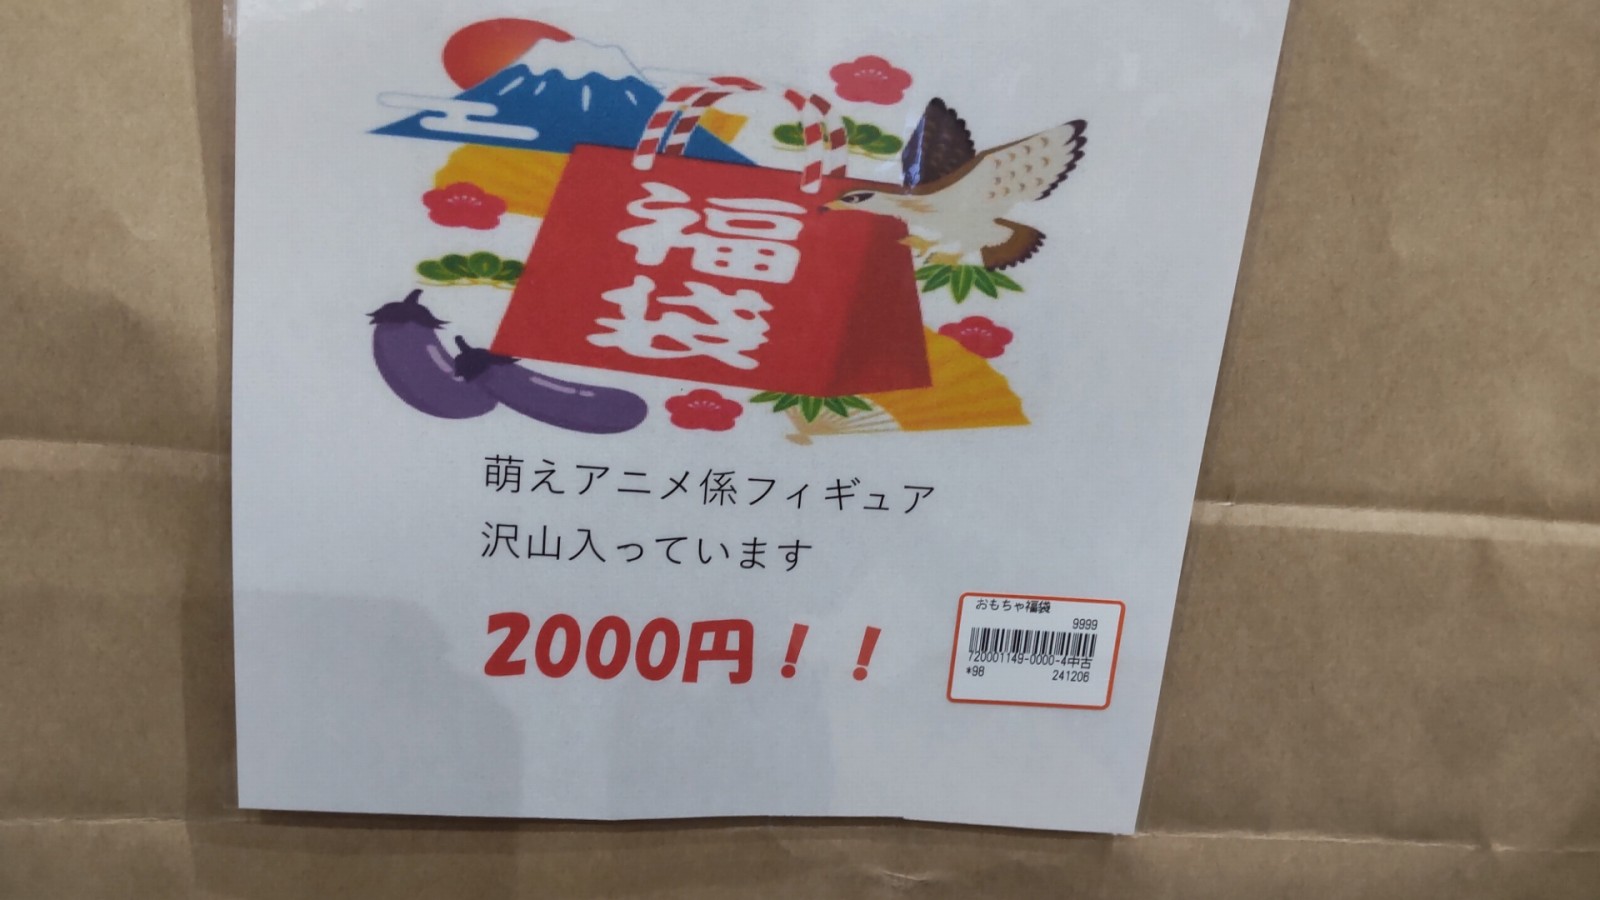 福
袋
萌えアニメ係フィギュア
沢山入っています
2000円！！
おもちゃ福袋
9999
720001149-0000-4中古
*98 241206